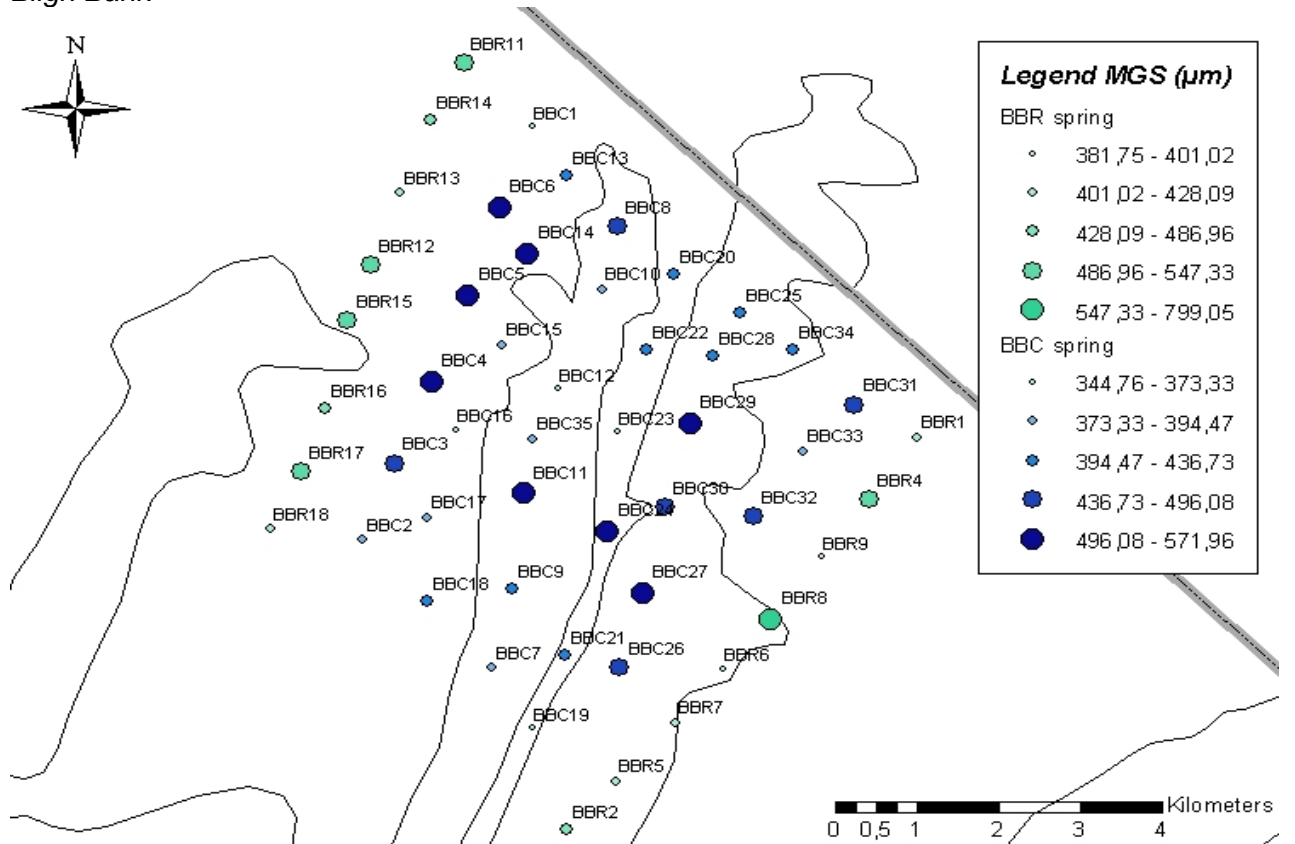 Bligh Bank
N
BBR11
BBR14
BBC1
BBC13
BBR13
BBC6
BBC8
BBC14
BBR12
BBC20
BBC5
BBC10
BBR15
BBC25
BBC15
BBC22
BBC28
BBC34
BBC4
BBC12
BBC31
BBR16
BBC16
BBC29
BBR1
BBC35
BBC23
BBC3
BBC33
BBR17
BBC11
BBR4
BBC30
BBC17
BBC24
BBC32
BBR18
BBC2
BBR9
BBC18
BBC9
BBC27
BBR8
BBC21
BBC7
BBC26
BBR6
BBC19
BBR7
BBR5
BBR2
Legend MGS (µm)
BBR spring
381,75 - 401,02
401,02 - 428,09
428,09 - 486,96
486,96 - 547,33
547,33 - 799,05
BBC spring
344,76 - 373,33
373,33 - 394,47
394,47 - 436,73
436,73 - 496,08
496,08 - 571,96
Kilometers
0 0,5 1 2 3 4